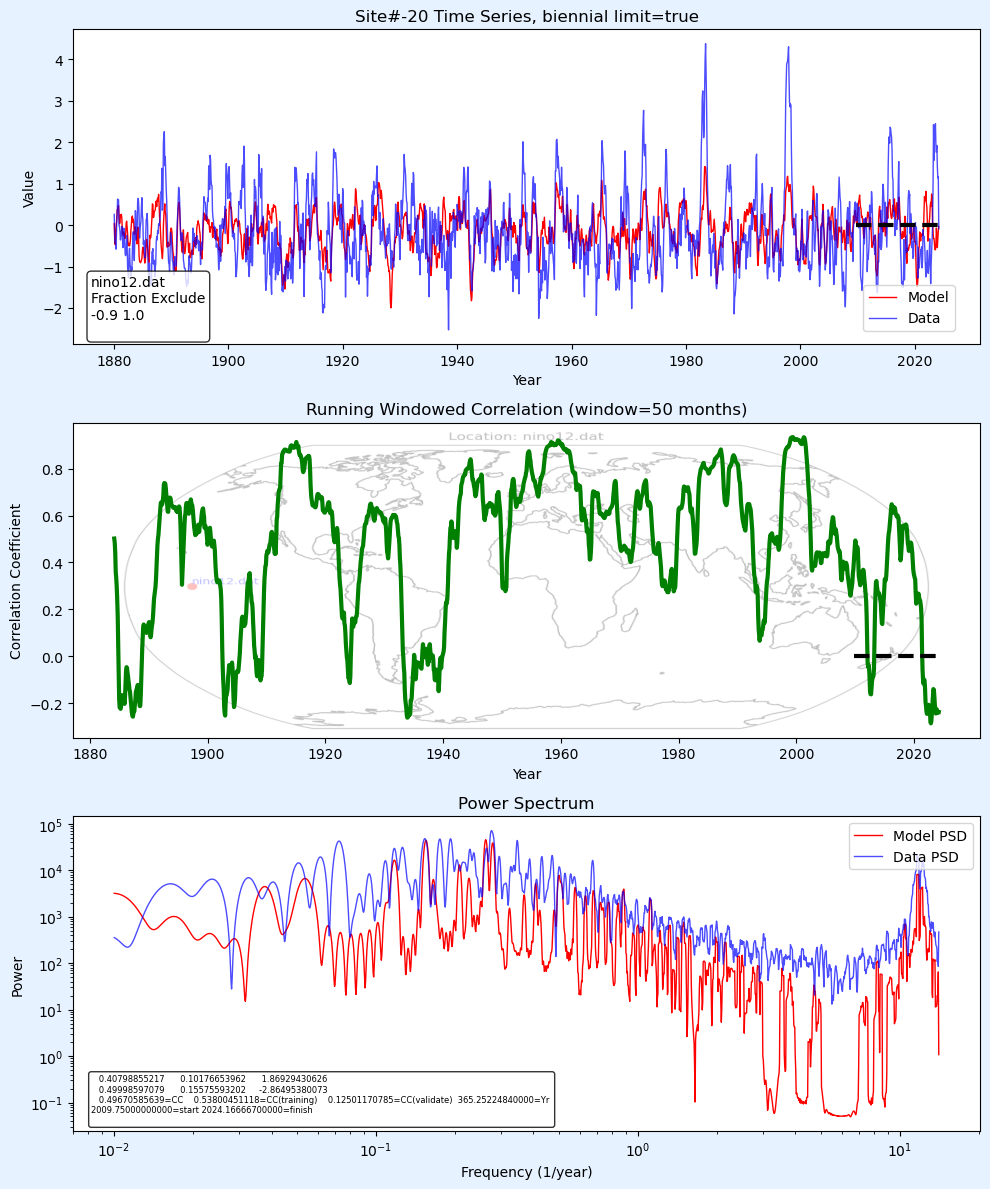 Site#-20 Time Series, biennial limit=true
4
3
2
1
0
−1
−2
Value
nino12.dat
Fraction Exclude
-0.9 1.0
Model
Data
1880 1900 1920 1940 1960 1980 2000 2020
Year
Running Windowed Correlation (window=50 months)
Location: nino12.dat
0.8
0.6
0.4
0.2
0.0
−0.2
Correlation Coefficient
nino12.dat
1880 1900 1920 1940 1960 1980 2000 2020
Year
Power Spectrum
10^5
10^4
10^3
10^2
10^1
10^0
10^−1
Power
Model PSD
Data PSD
0.40798855217 0.10176653962 1.86929430626
0.49998597079 0.15575593202 -2.86495380073
0.49670585639=CC 0.53800451118=CC(training) 0.12501170785=CC(validate) 365.25224840000=Yr
2009.75000000000=start 2024.16666700000=finish
10^−2 10^−1 10^0 10^1
Frequency (1/year)